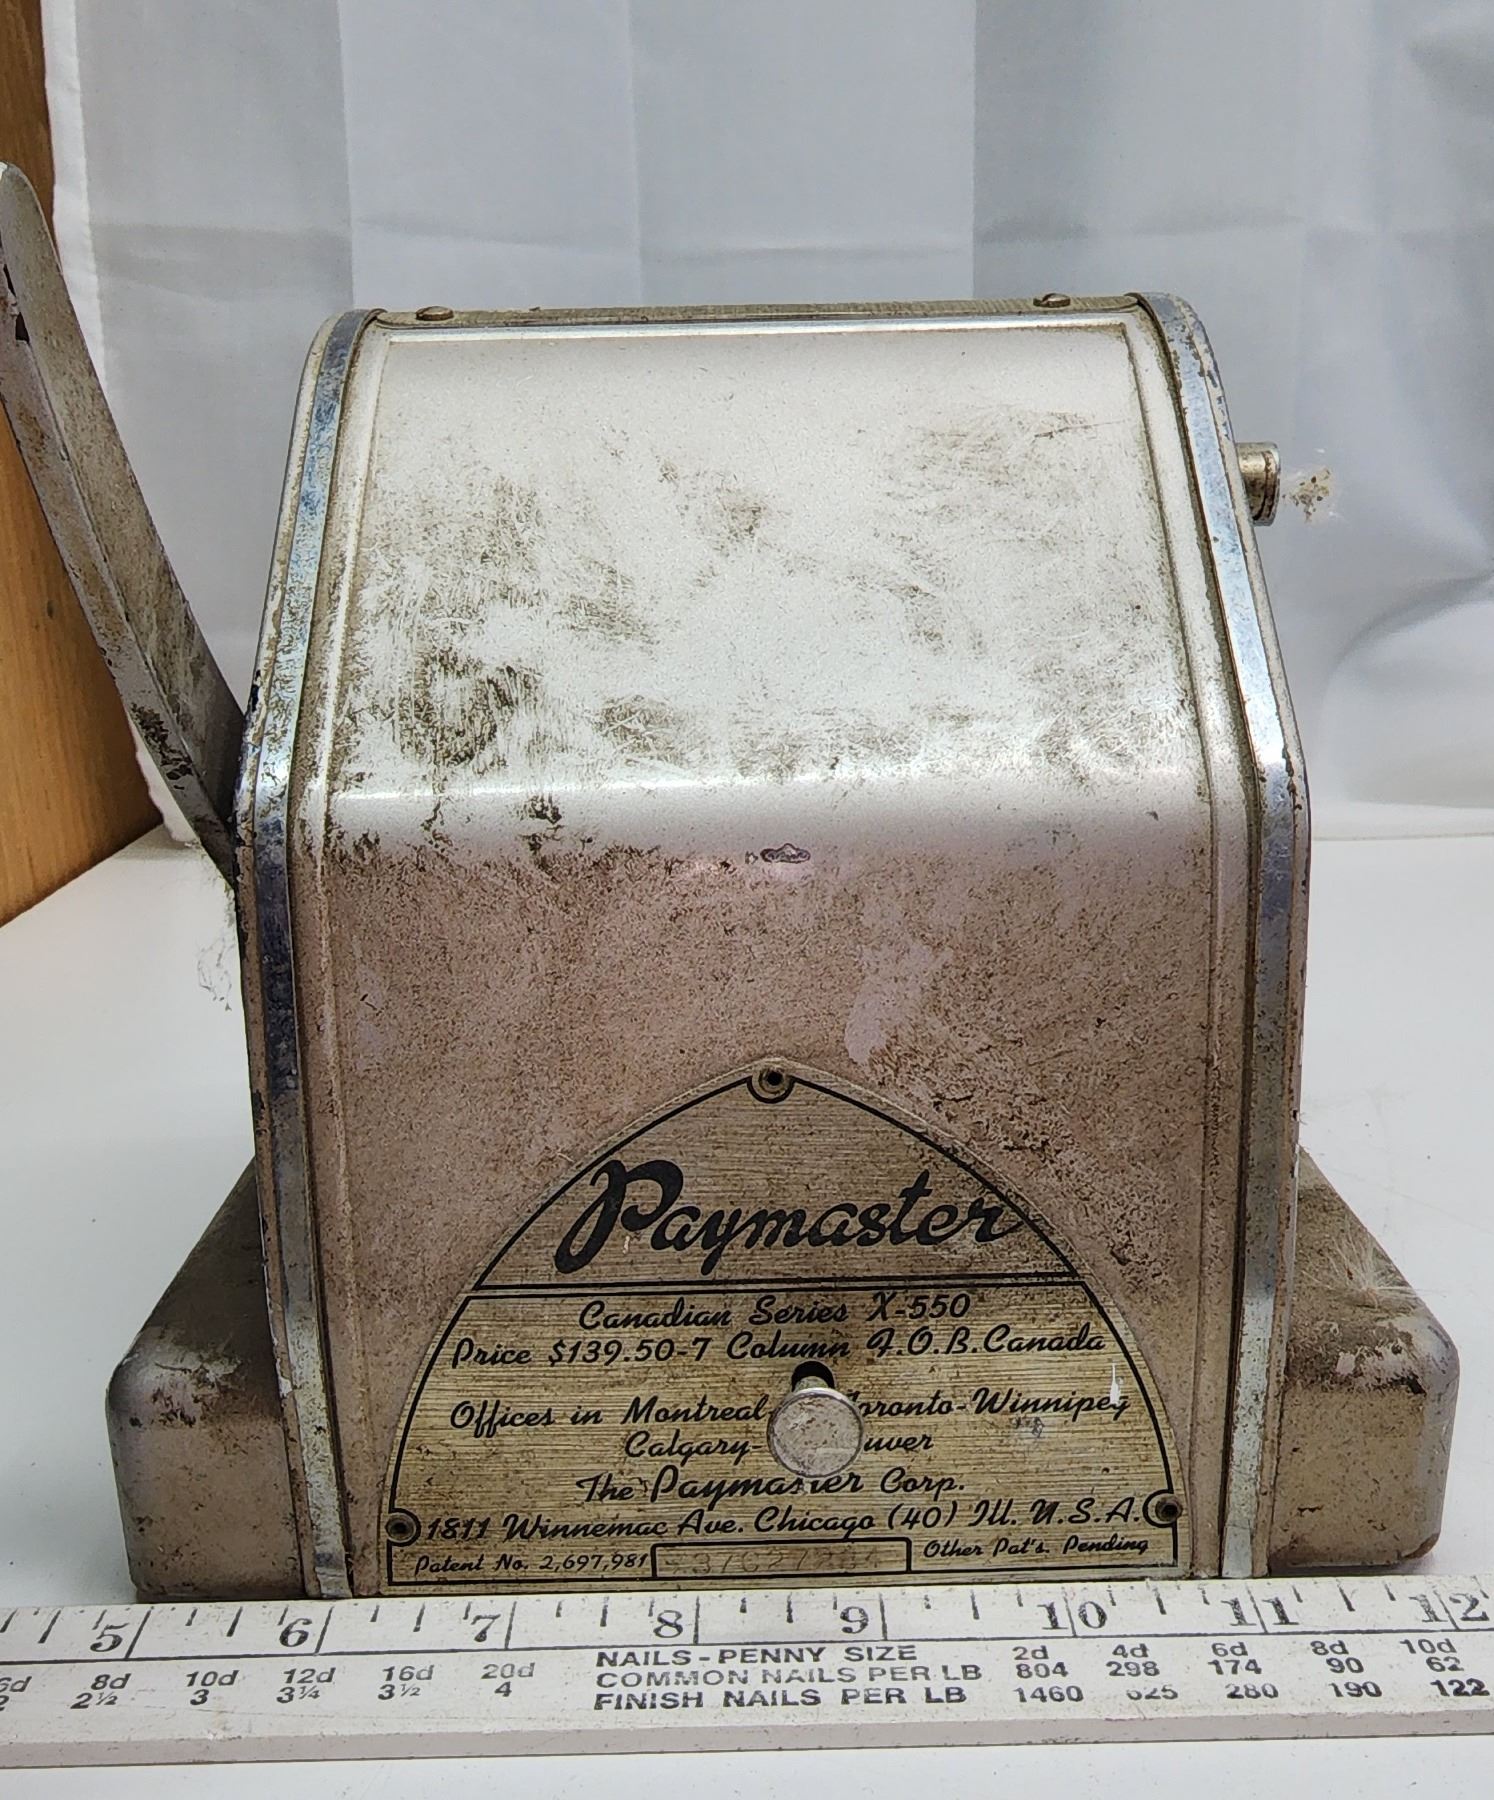 Paymaster
Canadian Series X-550
Price $139.50-7 Column F.O.B. Canada
Offices in Montreal- -Winnipeg
Calgary-
The Paymaster Corp.
1811 Winnemac Ave. Chicago (40) Ill. U.S.A.
Patent No. 2,697,981
Other Pat's. Pending
5 6 7 8 9 10 11 12
NAILS-PENNY SIZE 2d 4d 6d 8d 10d
8d 10d 12d 16d 20d COMMON NAILS PER LB 804 298 174 90 62
2½ 3 3¼ 3½ 4 FINISH NAILS PER LB 1460 625 280 190 122